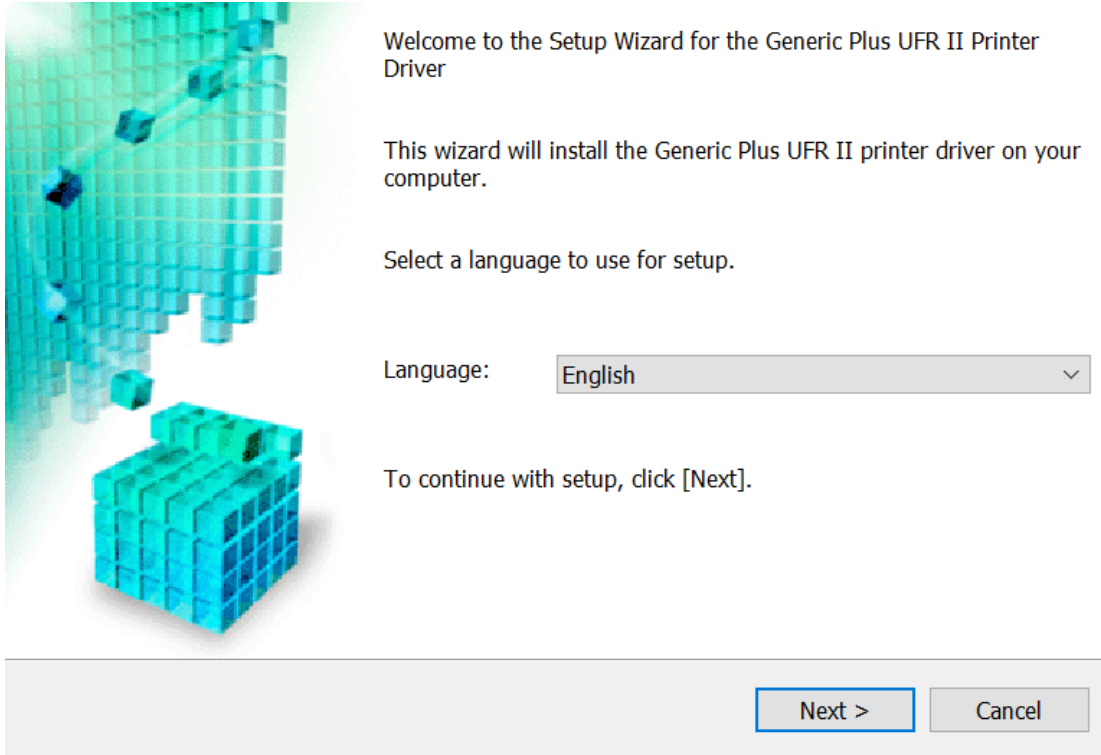 Welcome to the Setup Wizard for the Generic Plus UFR II Printer
Driver
This wizard will install the Generic Plus UFR II printer driver on your
computer.
Select a language to use for setup.
Language:
English
To continue with setup, click [Next].
Next >
Cancel